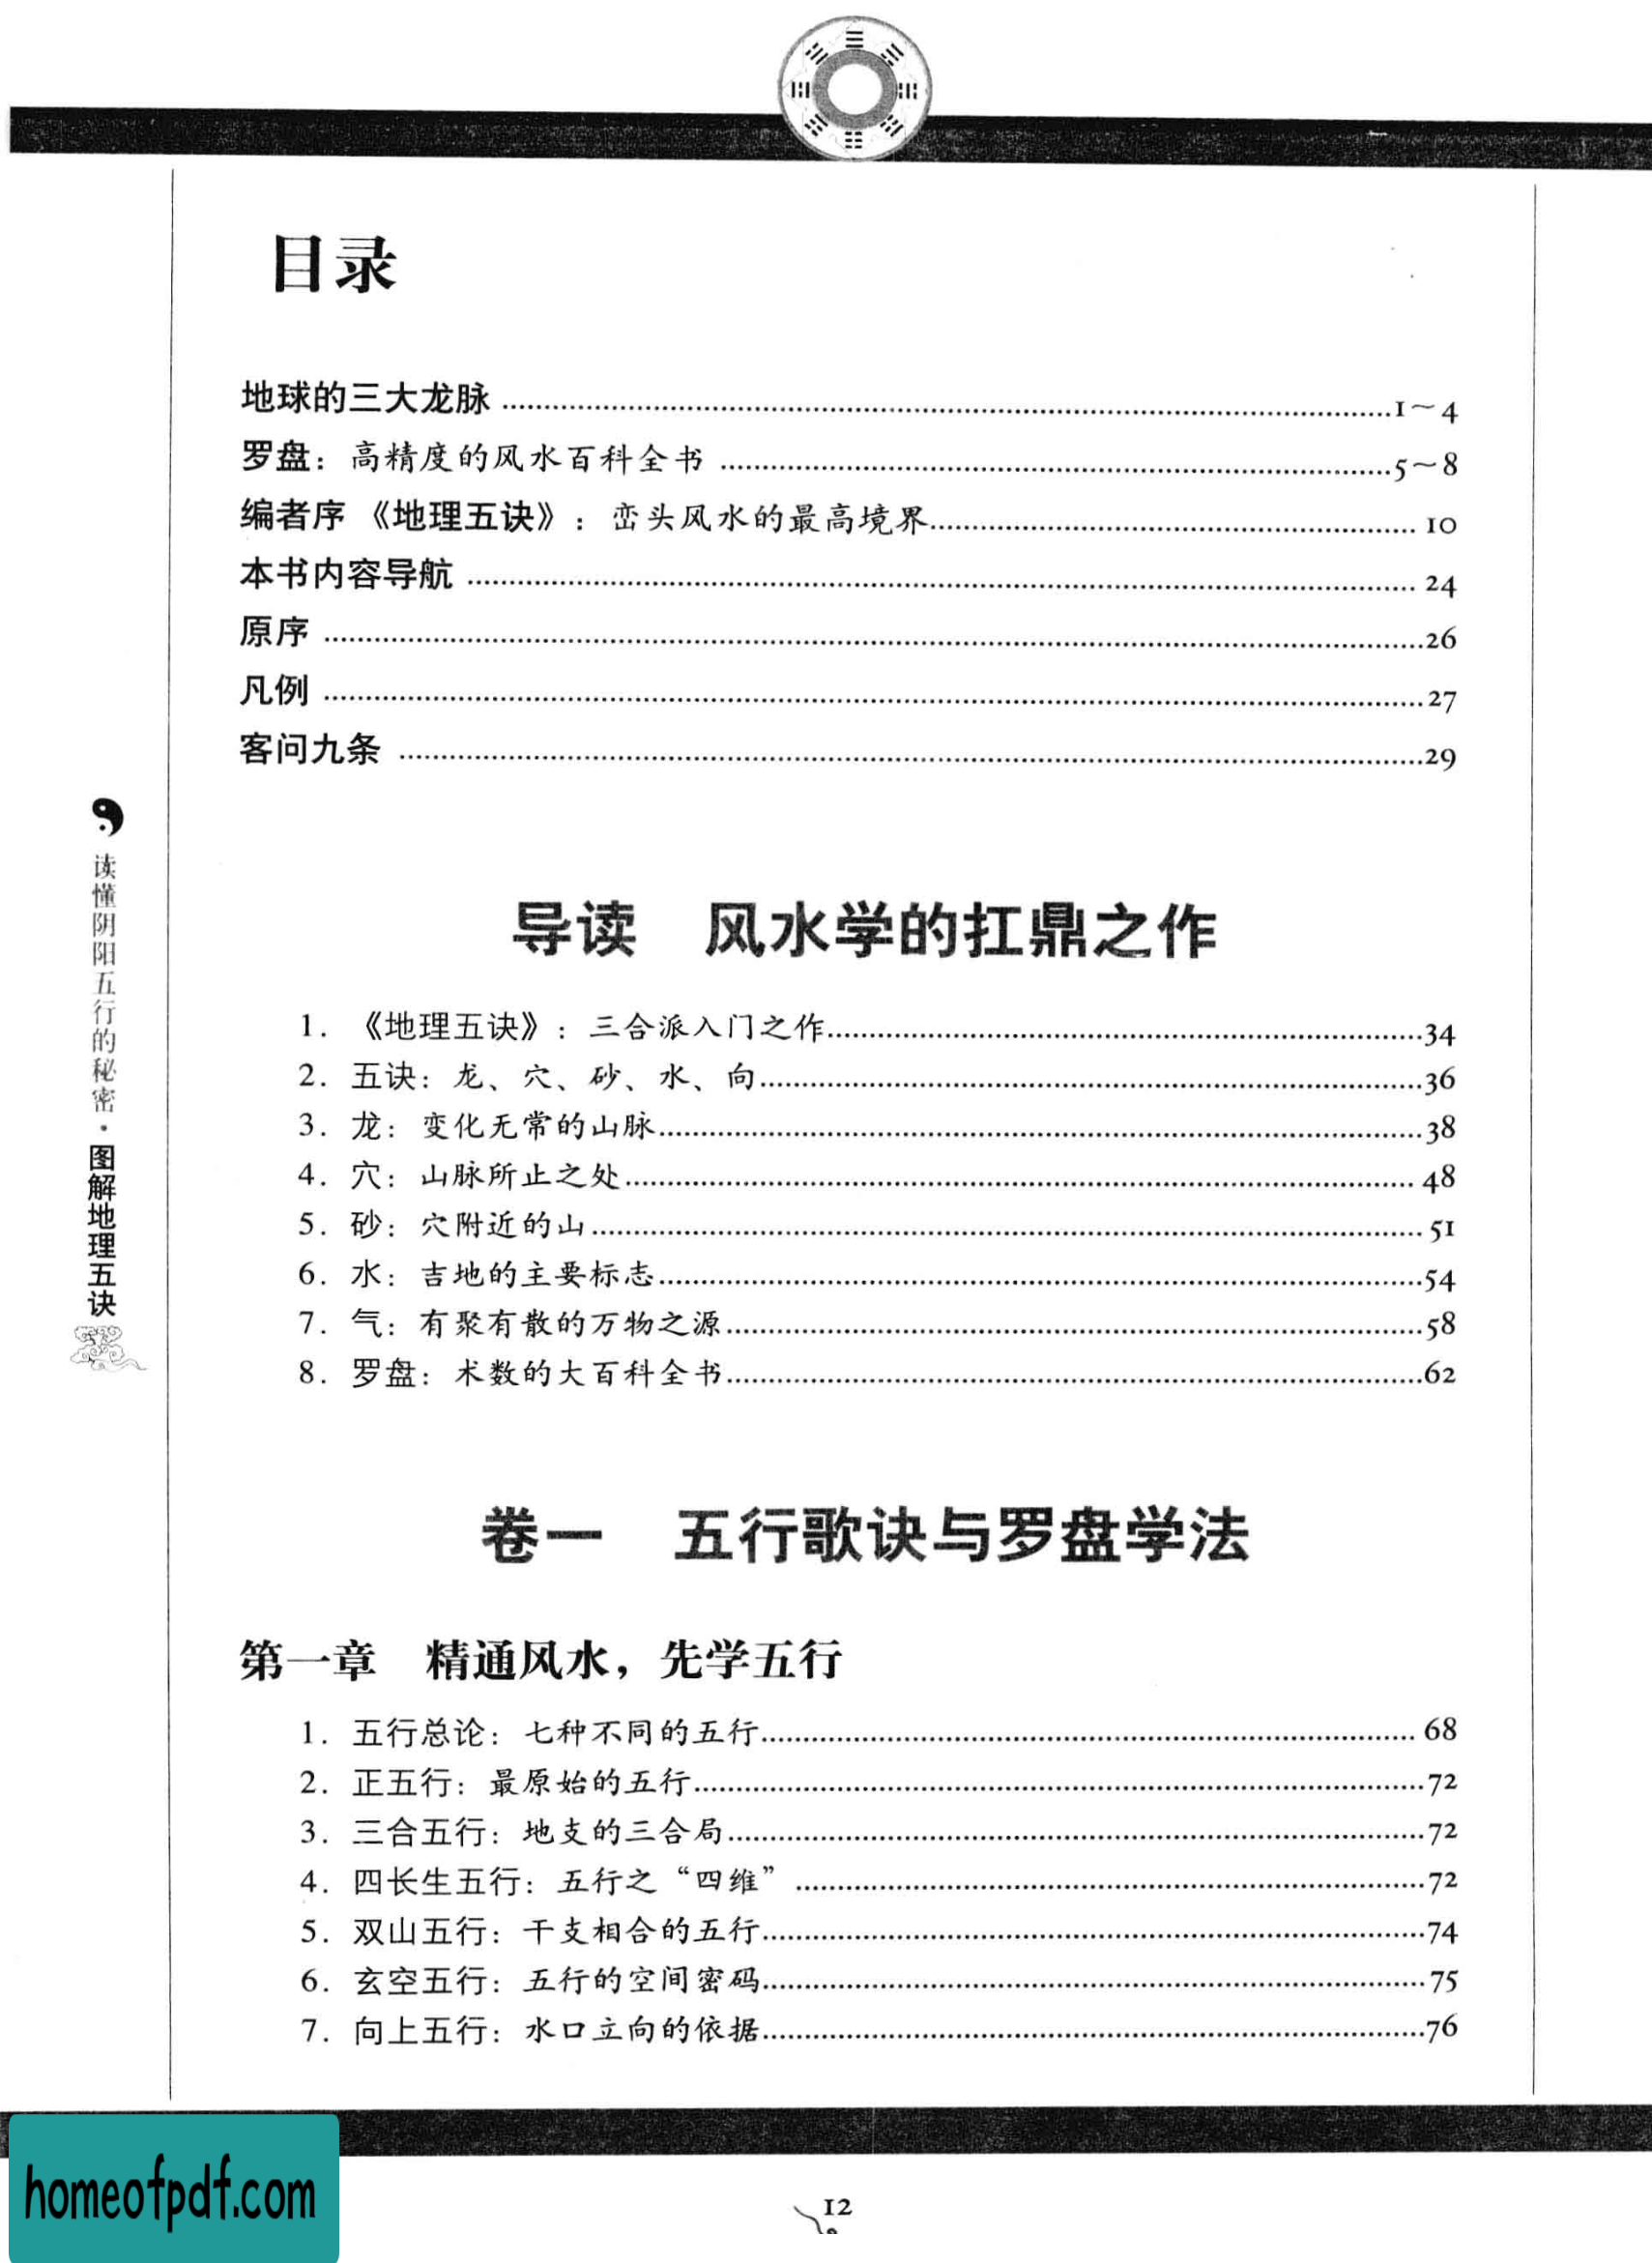 目录
地球的三大龙脉 1～4
罗盘：高精度的风水百科全书 5～8
编者序 《地理五诀》：峦头风水的最高境界 10
本书内容导航 24
原序 26
凡例 27
客问九条 29
读懂阴阳五行的秘密·图解地理五诀
导读 风水学的扛鼎之作
1. 《地理五诀》：三合派入门之作 34
2. 五诀：龙、穴、砂、水、向 36
3. 龙：变化无常的山脉 38
4. 穴：山脉所止之处 48
5. 砂：穴附近的山 51
6. 水：吉地的主要标志 54
7. 气：有聚有散的万物之源 58
8. 罗盘：术数的大百科全书 62
卷一 五行歌诀与罗盘学法
第一章 精通风水，先学五行
1. 五行总论：七种不同的五行 68
2. 正五行：最原始的五行 72
3. 三合五行：地支的三合局 72
4. 四长生五行：五行之“四维” 72
5. 双山五行：干支相合的五行 74
6. 玄空五行：五行的空间密码 75
7. 向上五行：水口立向的依据 76
homeofpdf.com
12